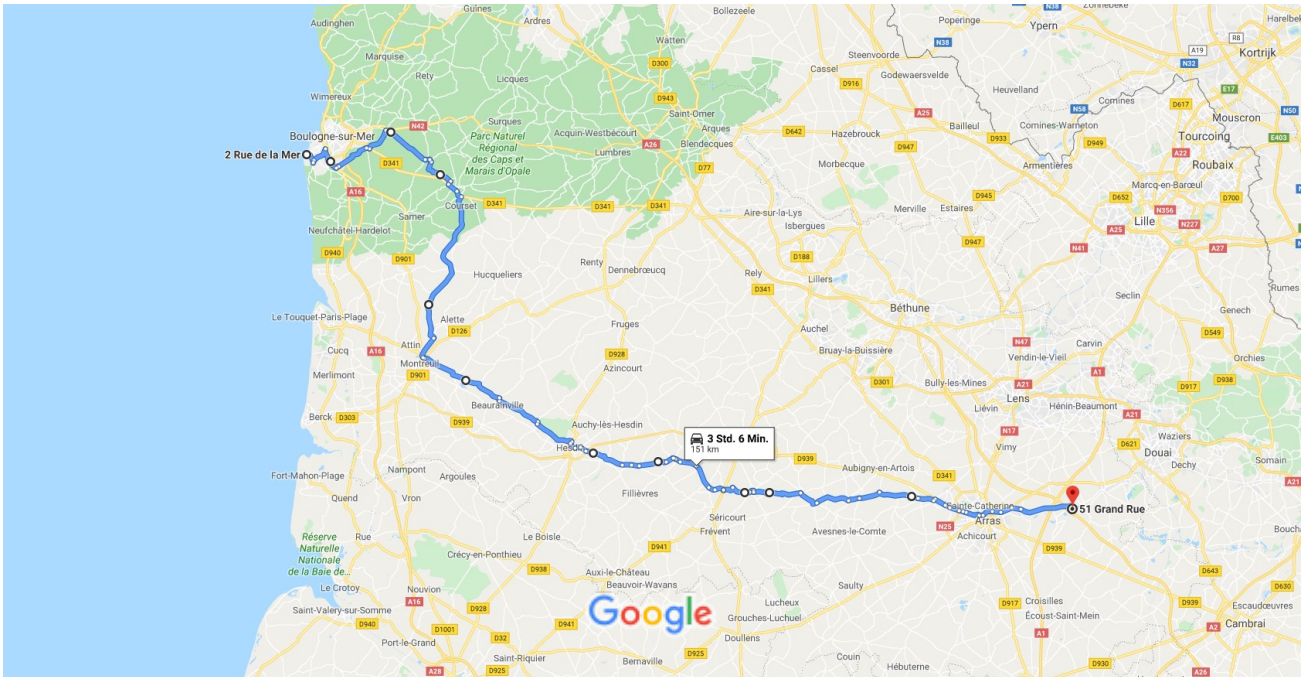 Guines
Bollezeele
Zonnebeke
N38
N38
Audinghen
Ardres
Poperinge
Ypern
Harelbek
Watten
R8
N38
A19
Kortrijk
Marquise
D300
Steenvoorde
Cassel
D916
Godewaersvelde
N32
Rety
Licques
Heuvelland
E17
Wimereux
D943
A25
N58
Comines
D617
N50
Saint-Omer
Mouscron
Boulogne-sur-Mer
N42
Surques
Parc Naturel
Régional
des Caps et
Marais d'Opale
Acquin-Westbécourt
Arques
D642
Hazebrouck
Bailleul
D933
Comines-Warneton
Tourcoing
E403
2 Rue de la Mer
D341
Lumbres
A26
Blendecques
D947
D949
A22
Roubaix
D77
Morbecque
Armentières
A16
Marcq-en-Barœul
Courset
D341
D341
D341
Aire-sur-la-Lys
Merville
Estaires
D945
D652
D700
Samer
Isbergues
Lille
N356
Neufchâtel-Hardelot
A25
N227
D940
D901
D947
N41
A27
Renty
Dennebrœucq
D188
Hucqueliers
Rely
Lillers
D341
Rumes
Seclin
Béthune
Genech
Le Touquet-Paris-Plage
Alette
Fruges
Auchel
D126
D549
Attin
N47
Carvin
Cucq
A16
D928
Bruay-la-Buissière
Vendin-le-Vieil
Orchies
Montreuil
Azincourt
A1
Merlimont
D901
D301
Bully-les-Mines
A21
D917
D938
Beaurainville
Lens
Berck
D303
Liévin
Hénin-Beaumont
D939
Auchy-lès-Hesdin
A21
N17
Waziers
3 Std. 6 Min.
151 km
D621
Hesdin
Vimy
Douai
D939
Aubigny-en-Artois
Dechy
Somain
Fort-Mahon-Plage
Nampont
Argoules
D341
A21
Quend
Vron
Fillièvres
Sainte-Catherine
51 Grand Rue
Séricourt
Arras
Réserve
Naturelle
Nationale
de la Baie de...
Rue
Le Boisle
Frévent
Avesnes-le-Comte
N25
Achicourt
Bouch
D941
D939
Crécy-en-Ponthieu
D938
Auxi-le-Château
D643
Le Crotoy
Beauvoir-Wavans
Saulty
D630
A16
Nouvion
Google
Lucheux
D917
Croisilles
D939
Saint-Valery-sur-Somme
D928
Grouches-Luchuel
Écoust-Saint-Mein
Escaudœuvres
D940
D1001
D941
A2
Port-le-Grand
D32
Doullens
A1
Cambrai
Saint-Riquier
D925
Couin
A28
D925
Bernaville
Hébuterne
D930
A26